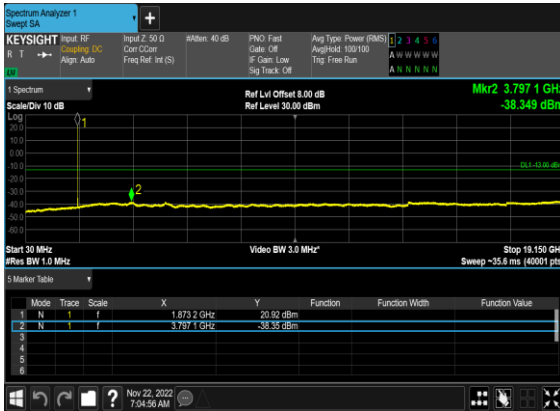 Spectrum Analyzer 1
Swept SA
KEYSIGHT
R T
Input: RF
Coupling: DC
Align: Auto
Input Z: 50 Ω
Corr CCorr
Freq Ref: Int (S)
#Atten: 40 dB
PNO: Fast
Gate: Off
IF Gain: Low
Sig Track: Off
Avg Type: Power (RMS)
Avg|Hold: 100/100
Trig: Free Run
1 2 3 4 5 6
A W W W W W
A N N N N N
1 Spectrum
Scale/Div 10 dB
Ref Lvl Offset 8.00 dB
Ref Level 30.00 dBm
Mkr2 3.797 1 GHz
-38.349 dBm
Log
20.0
10.0
0.00
-10.0
-20.0
-30.0
-40.0
-50.0
-60.0
1
2
DL1 -13.00 dBm
Start 30 MHz
#Res BW 1.0 MHz
Video BW 3.0 MHz*
Stop 19.150 GH
Sweep ~35.6 ms (40001 pts
5 Marker Table
Mode Trace Scale X Y Function Function Width Function Value
1 N 1 f 1.873 2 GHz 20.92 dBm
2 N 1 f 3.797 1 GHz -38.35 dBm
3
4
5
6
Nov 22, 2022
7:04:56 AM